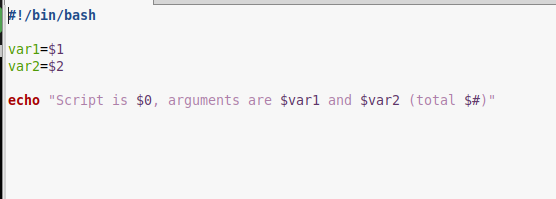 #!/bin/bash
var1=$1
var2=$2
echo "Script is $0, arguments are $var1 and $var2 (total $#)"